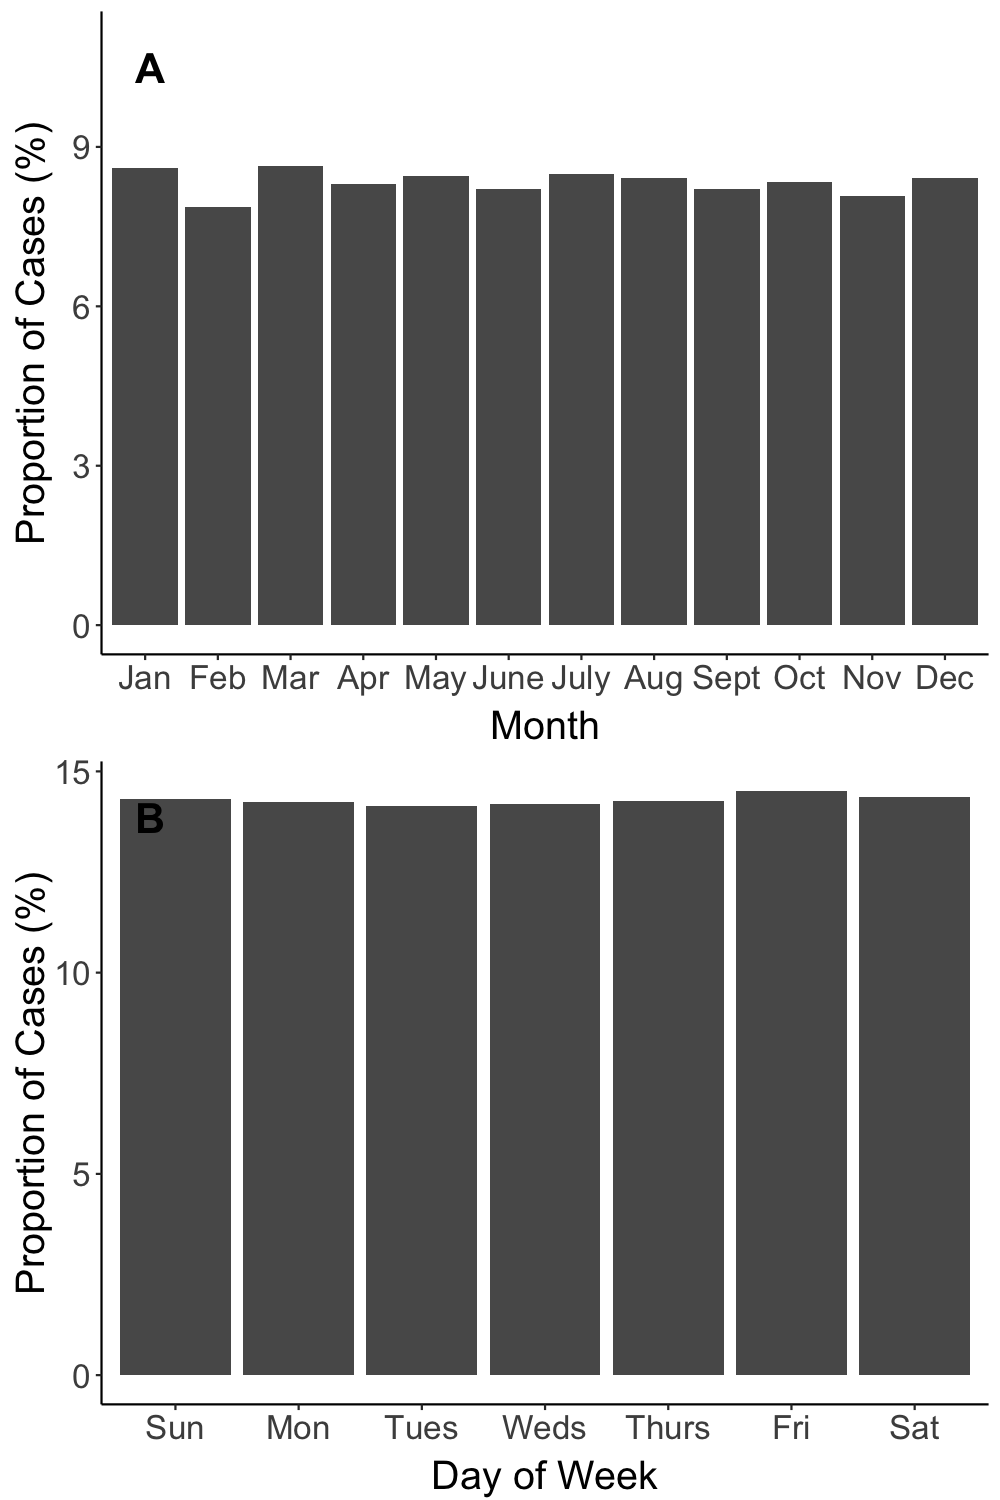 A
Proportion of Cases (%)
9
6
3
0
Jan Feb Mar Apr May June July Aug Sept Oct Nov Dec
Month
B
Proportion of Cases (%)
15
10
5
0
Sun Mon Tues Weds Thurs Fri Sat
Day of Week